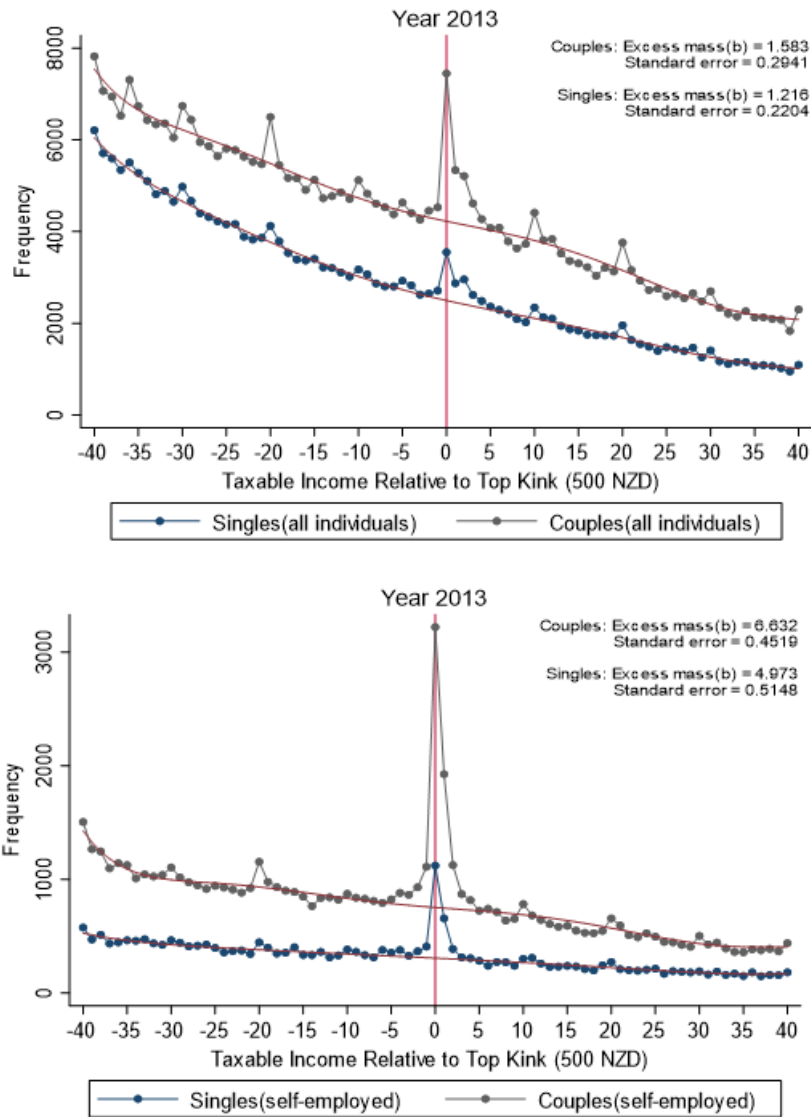 Year 2013
Couples: Excess mass(b) = 1.583
Standard error = 0.2941
Singles: Excess mass(b) = 1.216
Standard error = 0.2204
Frequency
8000
6000
4000
2000
0
-40 -35 -30 -25 -20 -15 -10 -5 0 5 10 15 20 25 30 35 40
Taxable Income Relative to Top Kink (500 NZD)
Singles(all individuals) Couples(all individuals)
Year 2013
Couples: Excess mass(b) = 6.632
Standard error = 0.4519
Singles: Excess mass(b) = 4.973
Standard error = 0.5148
Frequency
3000
2000
1000
0
-40 -35 -30 -25 -20 -15 -10 -5 0 5 10 15 20 25 30 35 40
Taxable Income Relative to Top Kink (500 NZD)
Singles(self-employed) Couples(self-employed)